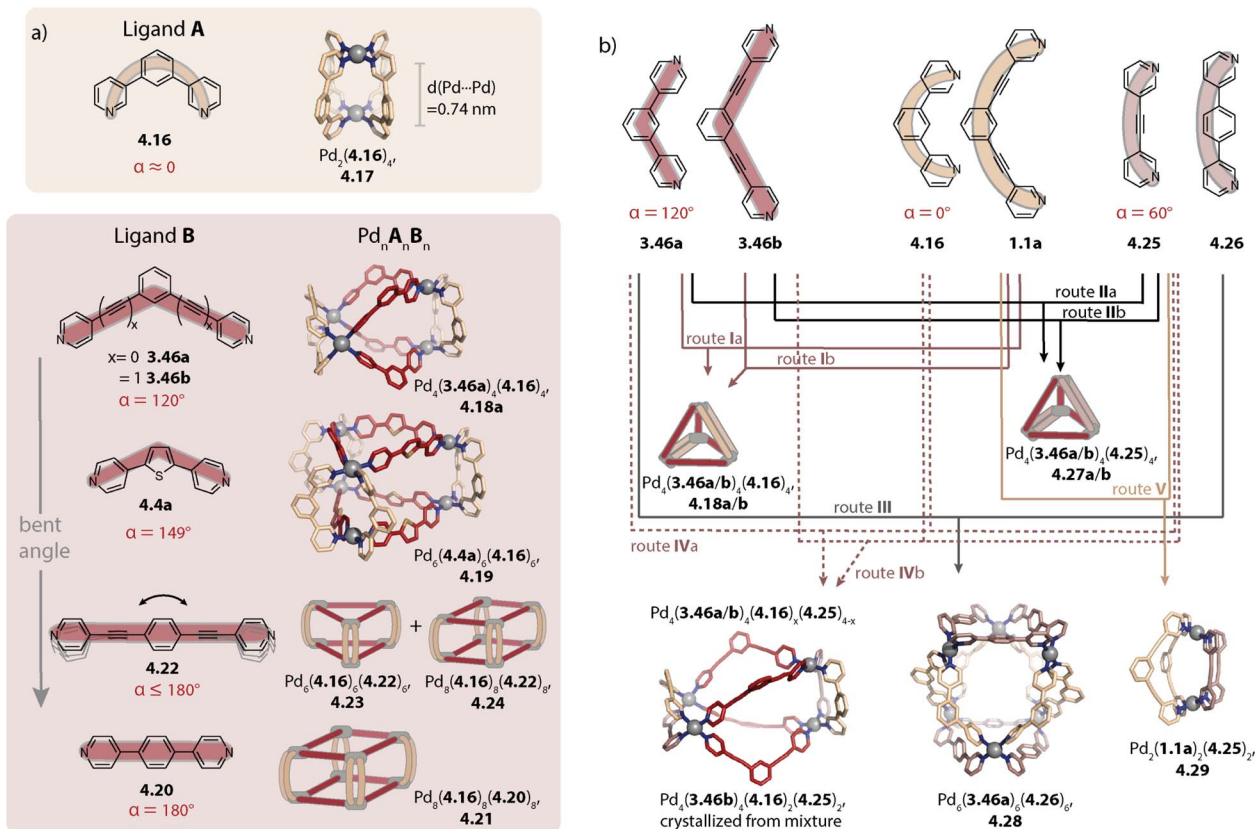 a)
Ligand A
N
N
4.16
α ≈ 0
d(Pd···Pd)
=0.74 nm
Pd₂(4.16)₄,
4.17
Ligand B
PdₙAₙBₙ
N
x
x
N
x= 0 3.46a
= 1 3.46b
α = 120°
Pd₄(3.46a)₄(4.16)₄,
4.18a
N
S
N
4.4a
α = 149°
Pd₆(4.4a)₆(4.16)₆,
4.19
bent
angle
N
N
4.22
α ≤ 180°
+
Pd₆(4.16)₆(4.22)₆,
4.23
Pd₈(4.16)₈(4.22)₈,
4.24
N
N
4.20
α = 180°
Pd₈(4.16)₈(4.20)₈,
4.21
b)
N
N
α = 120°
3.46a
N
N
3.46b
N
N
α = 0°
4.16
N
N
1.1a
N
N
α = 60°
4.25
N
N
4.26
route IIa
route IIb
route Ia
route Ib
Pd₄(3.46a/b)₄(4.16)₄,
4.18a/b
Pd₄(3.46a/b)₄(4.25)₄,
4.27a/b
route V
route III
route IVa
route IVb
Pd₄(3.46a/b)₄(4.16)ₓ(4.25)₄₋ₓ
Pd₄(3.46b)₄(4.16)₂(4.25)₂,
crystallized from mixture
Pd₆(3.46a)₆(4.26)₆,
4.28
Pd₂(1.1a)₂(4.25)₂,
4.29